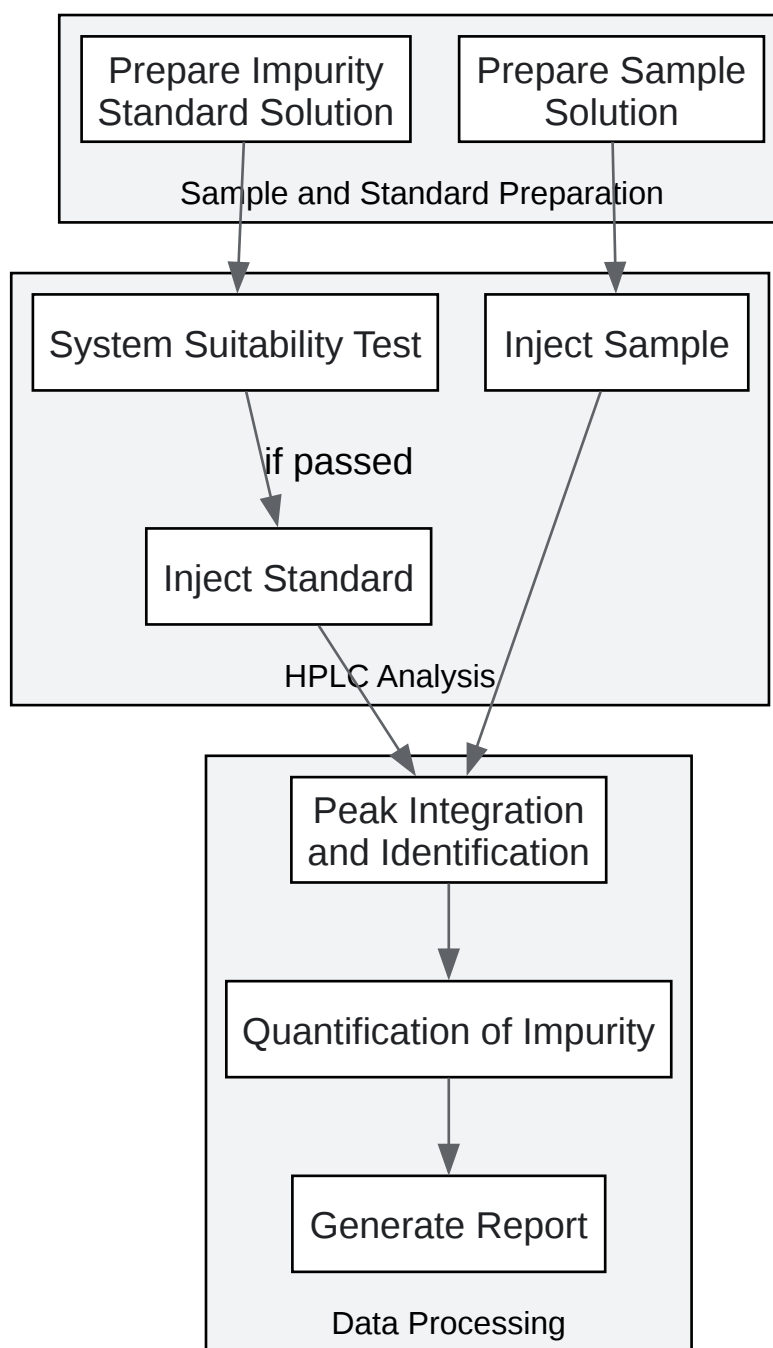 Prepare Impurity
Standard Solution
Prepare Sample
Solution
Sample and Standard Preparation
System Suitability Test
Inject Sample
if passed
Inject Standard
HPLC Analysis
Peak Integration
and Identification
Quantification of Impurity
Generate Report
Data Processing